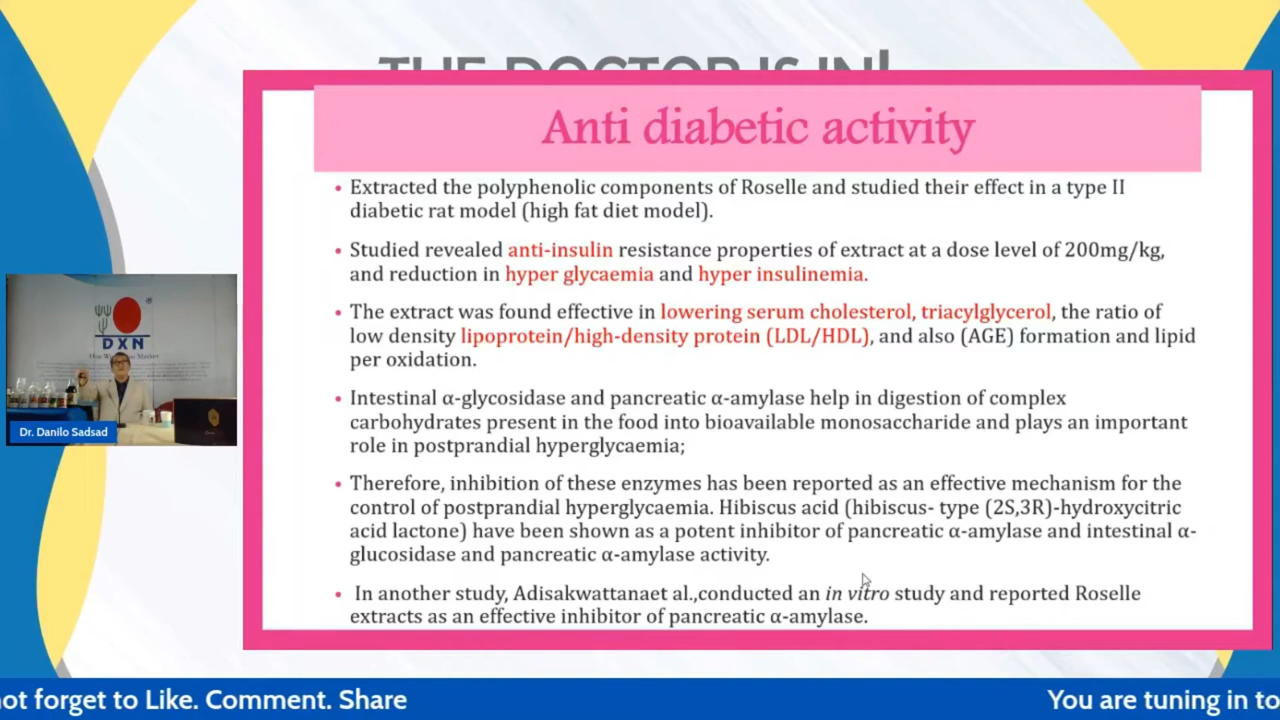 THE DOCTOR IS IN!
Anti diabetic activity
• Extracted the polyphenolic components of Roselle and studied their effect in a type II
diabetic rat model (high fat diet model).
• Studied revealed anti-insulin resistance properties of extract at a dose level of 200mg/kg,
and reduction in hyper glycaemia and hyper insulinemia.
• The extract was found effective in lowering serum cholesterol, triacylglycerol, the ratio of
low density lipoprotein/high-density protein (LDL/HDL), and also (AGE) formation and lipid
per oxidation.
• Intestinal α-glycosidase and pancreatic α-amylase help in digestion of complex
carbohydrates present in the food into bioavailable monosaccharide and plays an important
role in postprandial hyperglycaemia;
• Therefore, inhibition of these enzymes has been reported as an effective mechanism for the
control of postprandial hyperglycaemia. Hibiscus acid (hibiscus- type (2S,3R)-hydroxycitric
acid lactone) have been shown as a potent inhibitor of pancreatic α-amylase and intestinal α-
glucosidase and pancreatic α-amylase activity.
• In another study, Adisakwattanaet al.,conducted an in vitro study and reported Roselle
extracts as an effective inhibitor of pancreatic α-amylase.
DXN
Dr. Danilo Sadsad
not forget to Like. Comment. Share
You are tuning in to